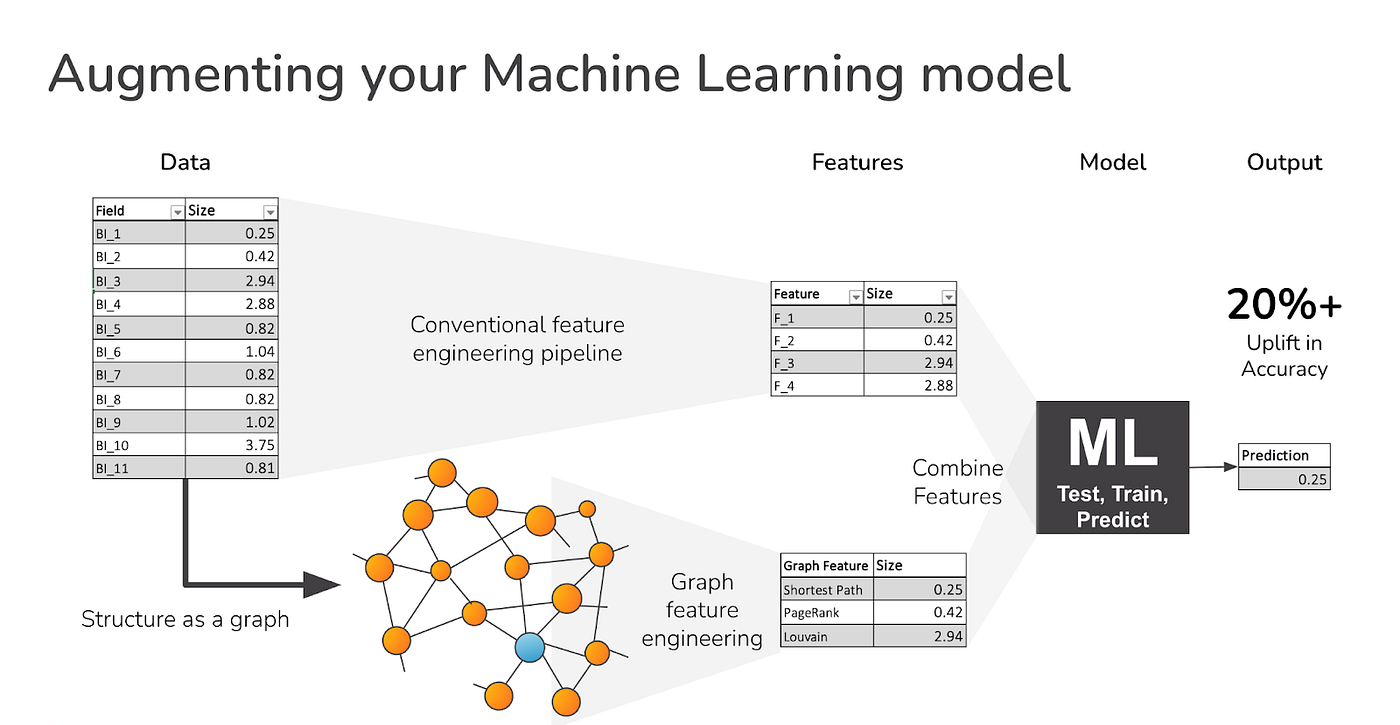 Augmenting your Machine Learning model
Data
Features
Model
Output
Field Size
BI_1 0.25
BI_2 0.42
BI_3 2.94
BI_4 2.88
BI_5 0.82
BI_6 1.04
BI_7 0.82
BI_8 0.82
BI_9 1.02
BI_10 3.75
BI_11 0.81
Structure as a graph
Conventional feature
engineering pipeline
Graph
feature
engineering
Feature Size
F_1 0.25
F_2 0.42
F_3 2.94
F_4 2.88
Graph Feature Size
Shortest Path 0.25
PageRank 0.42
Louvain 2.94
Combine
Features
ML
Test, Train,
Predict
20%+
Uplift in
Accuracy
Prediction
0.25